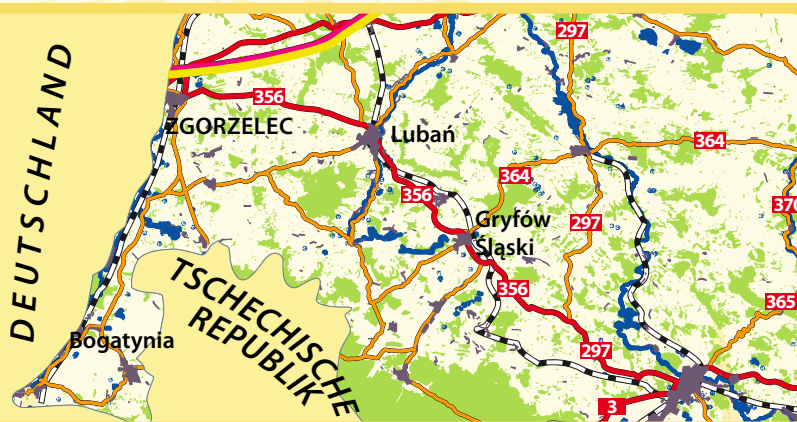 297
DEUTSCHLAND
356
ZGORZELEC
Lubań
364
364
356
370
Gryfów
Śląski
297
TSCHECHISCHE
REPUBLIK
356
365
Bogatynia
297
3